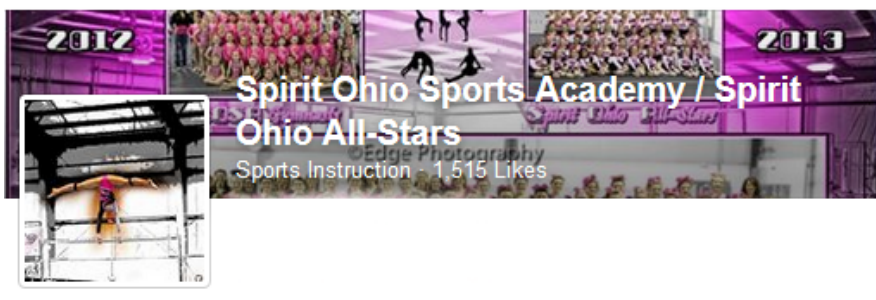 2012
2013
Spirit Ohio Sports Academy / Spirit
Ohio All-Stars
Spirit Ohio All-Stars
©Edge Photography
Sports Instruction · 1,515 Likes